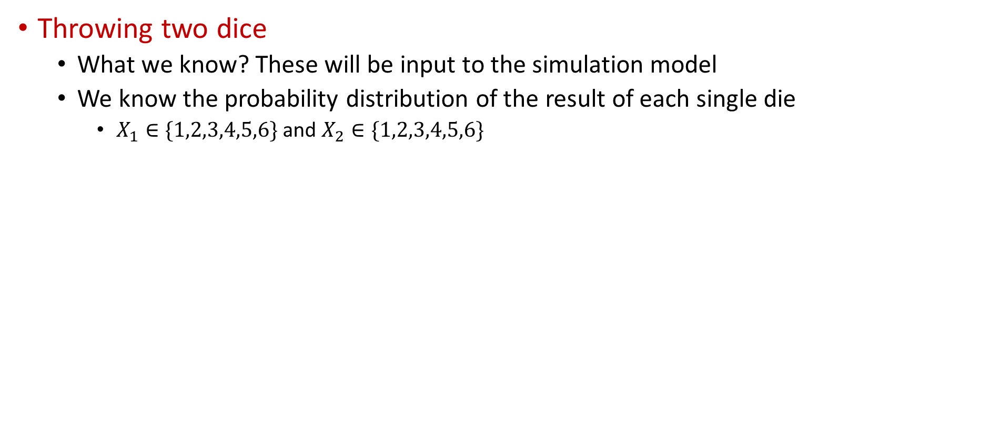 • Throwing two dice
• What we know? These will be input to the simulation model
• We know the probability distribution of the result of each single die
• X₁ ∈ {1,2,3,4,5,6} and X₂ ∈ {1,2,3,4,5,6}